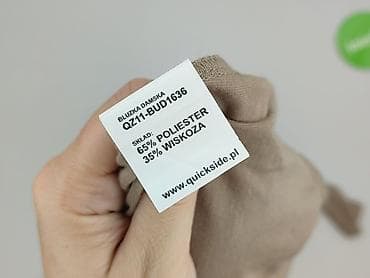 BLUZKA DAMSKA
QZ11-BUD1636
SKŁAD:
65% POLIESTER
35% WISKOZA
www.quickside.pl